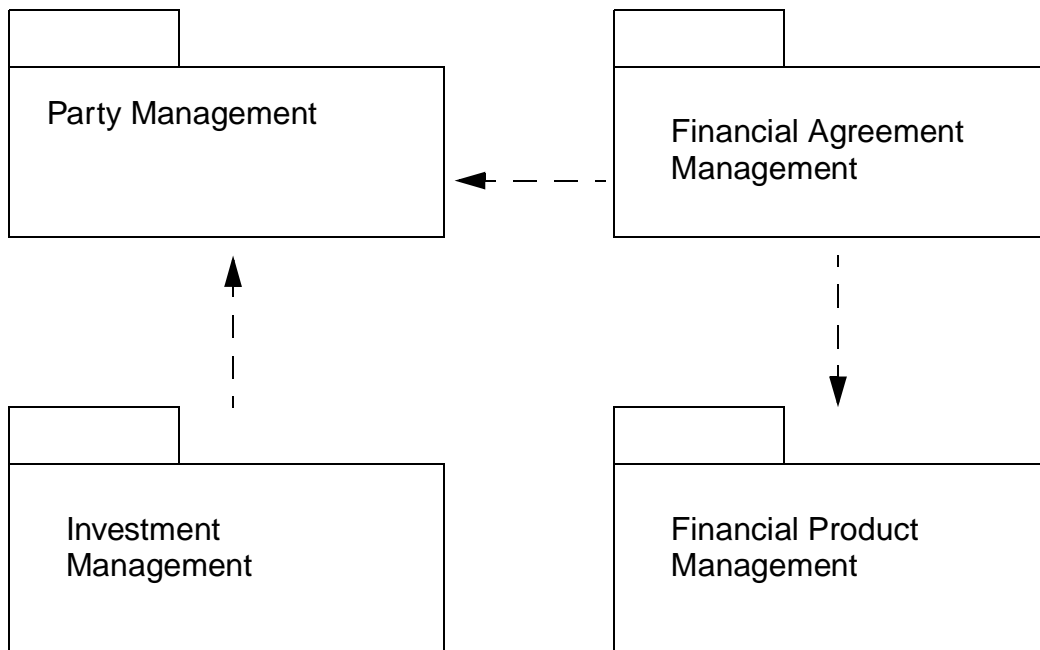 Party Management
Financial Agreement
Management
Investment
Management
Financial Product
Management